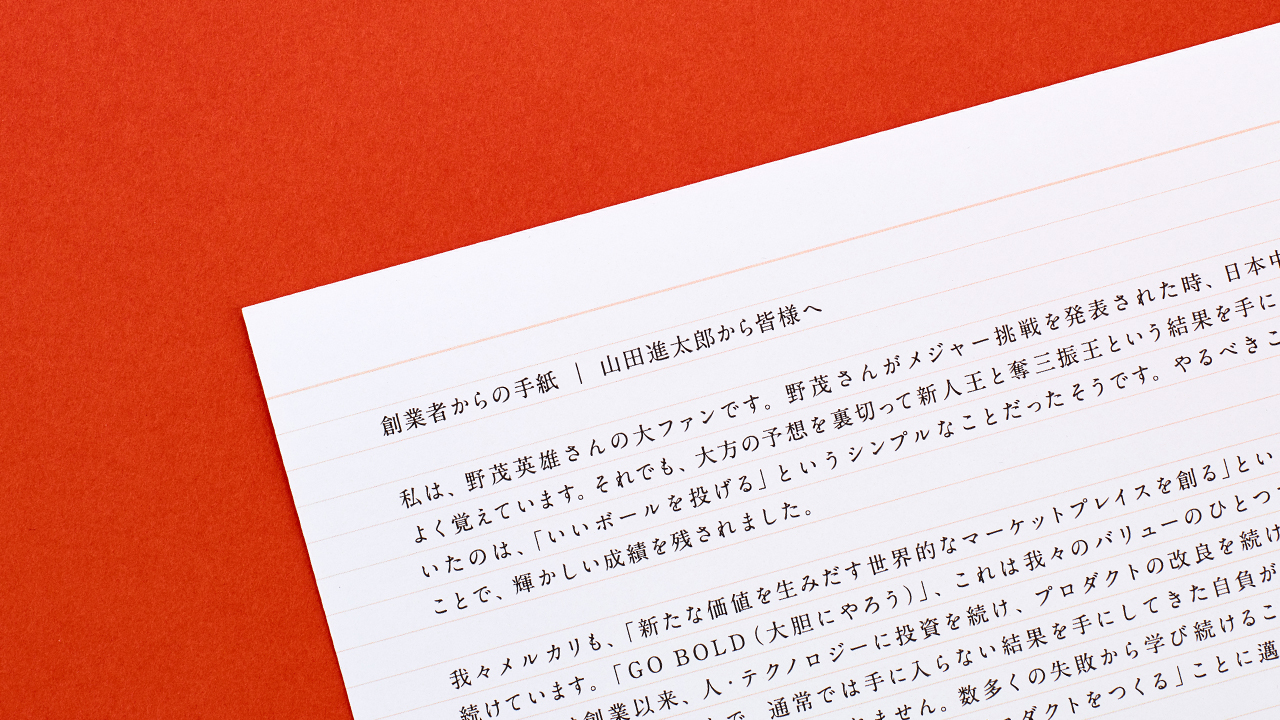 創業者からの手紙 | 山田進太郎から皆様へ
私は、野茂英雄さんの大ファンです。野茂さんがメジャー挑戦を発表された時、日本中
よく覚えています。それでも、大方の予想を裏切って新人王と奪三振王という結果を手に
いたのは、「いいボールを投げる」というシンプルなことだったそうです。やるべきこ
ことで、輝かしい成績を残されました。
我々メルカリも、「新たな価値を生みだす世界的なマーケットプレイスを創る」とい
続けています。「GO BOLD（大胆にやろう）」、これは我々のバリューのひとつ
創業以来、人・テクノロジーに投資を続け、プロダクトの改良を続け
で、通常では手に入らない結果を手にしてきた自負が
ません。数多くの失敗から学び続けるこ
ダクトをつくる」ことに邁